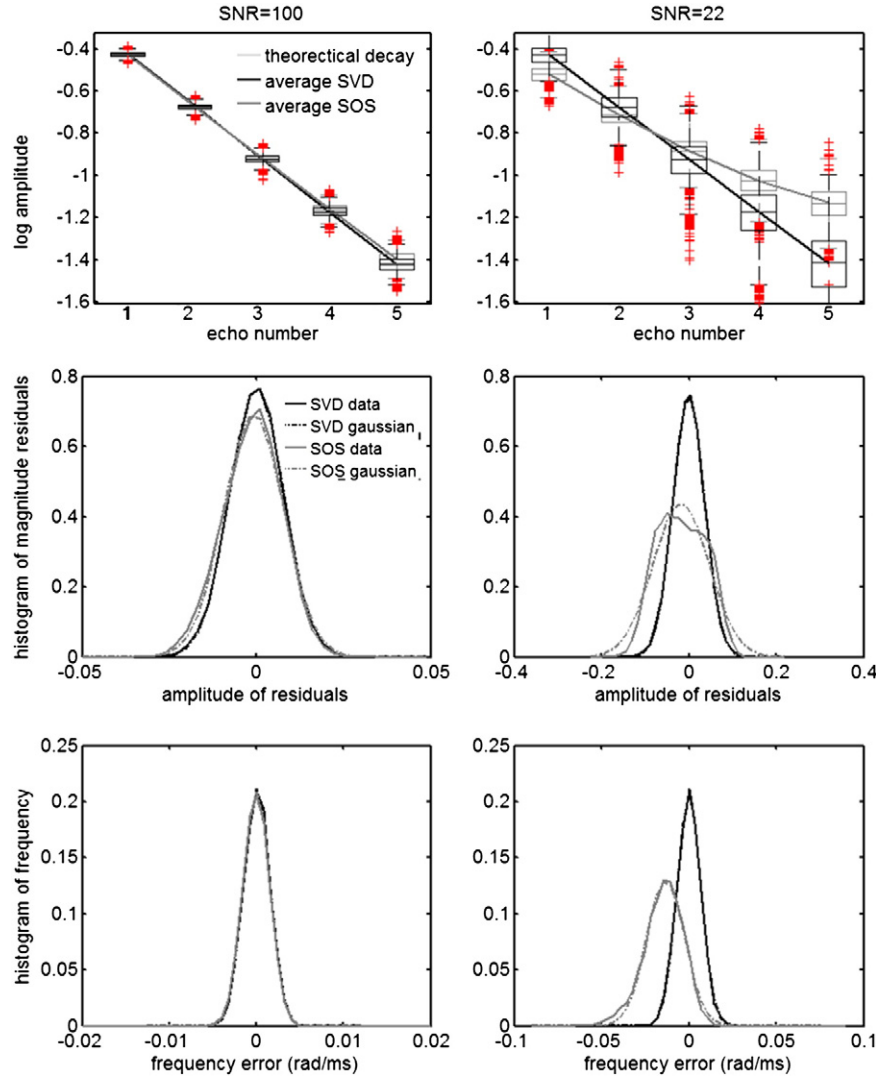 SNR=100
SNR=22
log amplitude
-0.4
-0.6
-0.8
-1
-1.2
-1.4
-1.6
theorectical decay
average SVD
average SOS
1 2 3 4 5
echo number
-0.4
-0.6
-0.8
-1
-1.2
-1.4
-1.6
1 2 3 4 5
echo number
histogram of magnitude residuals
0.8
0.6
0.4
0.2
0
SVD data
SVD gaussian
SOS data
SOS gaussian
-0.05 0 0.05
amplitude of residuals
0.8
0.6
0.4
0.2
0
-0.4 -0.2 0 0.2 0.4
amplitude of residuals
histogram of frequency
0.25
0.2
0.15
0.1
0.05
0
-0.02 -0.01 0 0.01 0.02
frequency error (rad/ms)
0.25
0.2
0.15
0.1
0.05
0
-0.1 -0.05 0 0.05 0.1
frequency error (rad/ms)